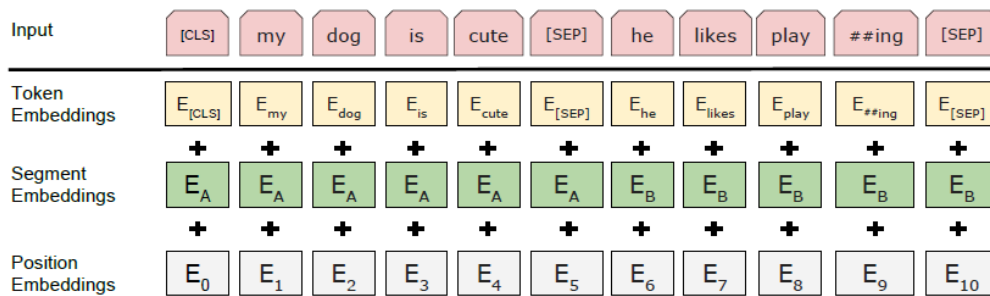 Input [CLS] my dog is cute [SEP] he likes play ##ing [SEP]
Token Embeddings E[CLS] Emy Edog Eis Ecute E[SEP] Ehe Elikes Eplay E##ing E[SEP]
+ + + + + + + + + + +
Segment Embeddings EA EA EA EA EA EA EB EB EB EB EB
+ + + + + + + + + + +
Position Embeddings E0 E1 E2 E3 E4 E5 E6 E7 E8 E9 E10